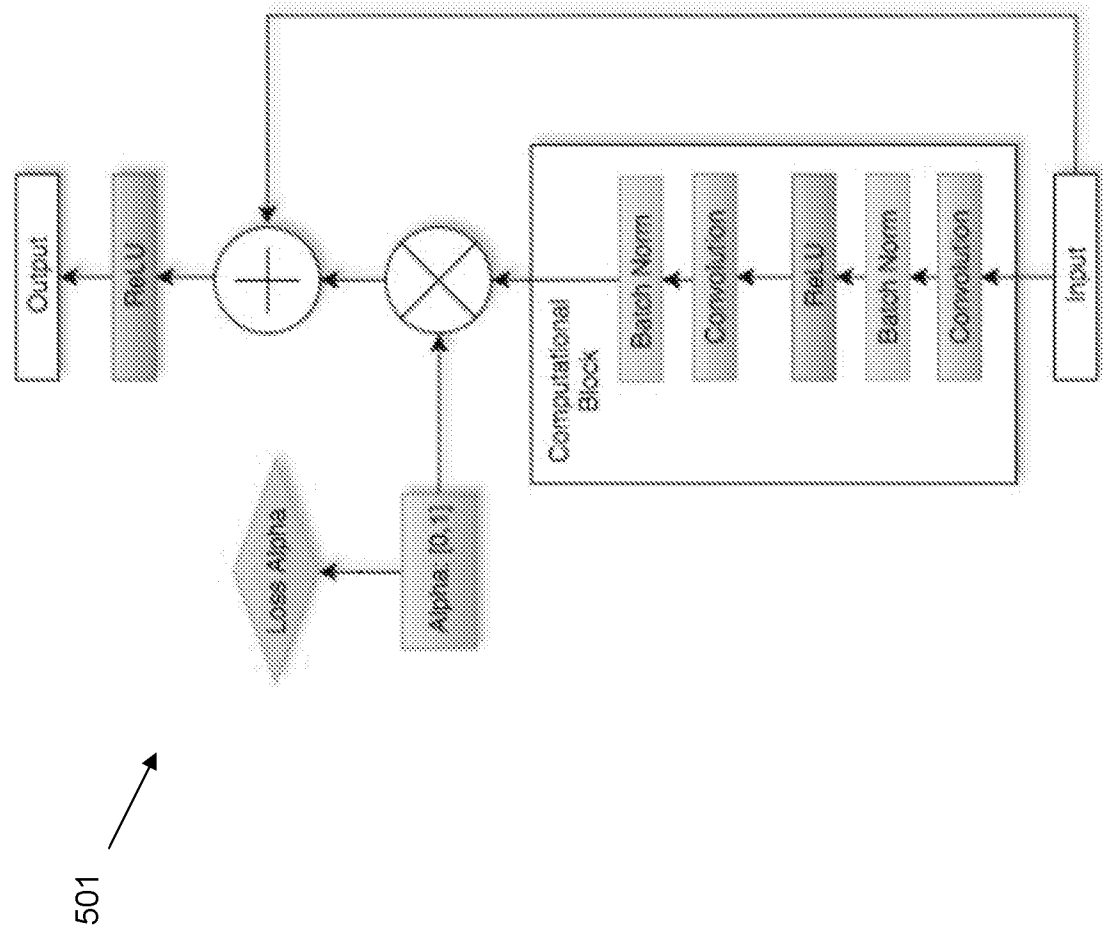 Output
ReLU
Loss Alpha
Alpha: [0,1]
Computational
Block
Batch Norm
Convolution
ReLU
Batch Norm
Convolution
Input
501